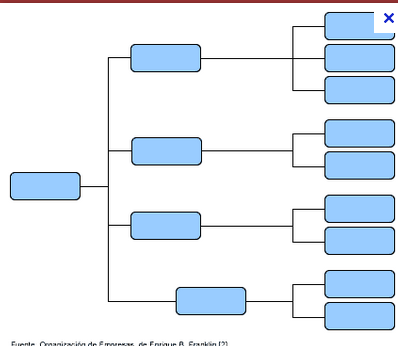 Fuente. Organización de Empresas, de Enrique B. Franklin [2]